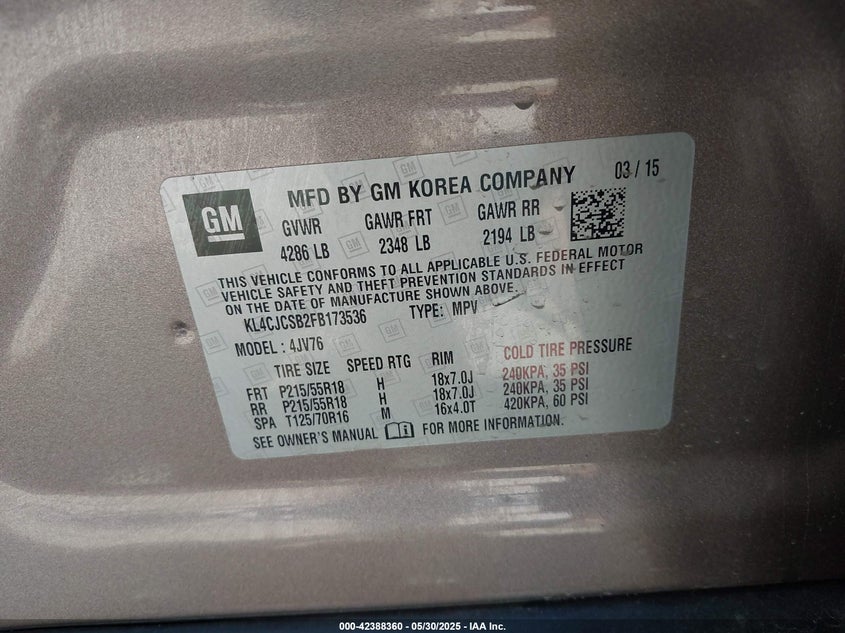 GM
MFD BY GM KOREA COMPANY 03 / 15
GVWR GAWR FRT GAWR RR
4286 LB 2348 LB 2194 LB
THIS VEHICLE CONFORMS TO ALL APPLICABLE U.S. FEDERAL MOTOR
VEHICLE SAFETY AND THEFT PREVENTION STANDARDS IN EFFECT
ON THE DATE OF MANUFACTURE SHOWN ABOVE.
KL4CJCSB2FB173536 TYPE: MPV
MODEL: 4JV76
TIRE SIZE SPEED RTG RIM COLD TIRE PRESSURE
FRT P215/55R18 H 18x7.0J 240KPA, 35 PSI
RR P215/55R18 H 18x7.0J 240KPA, 35 PSI
SPA T125/70R16 M 16x4.0T 420KPA, 60 PSI
SEE OWNER'S MANUAL FOR MORE INFORMATION.
000-42388360 - 05/30/2025 - IAA Inc.